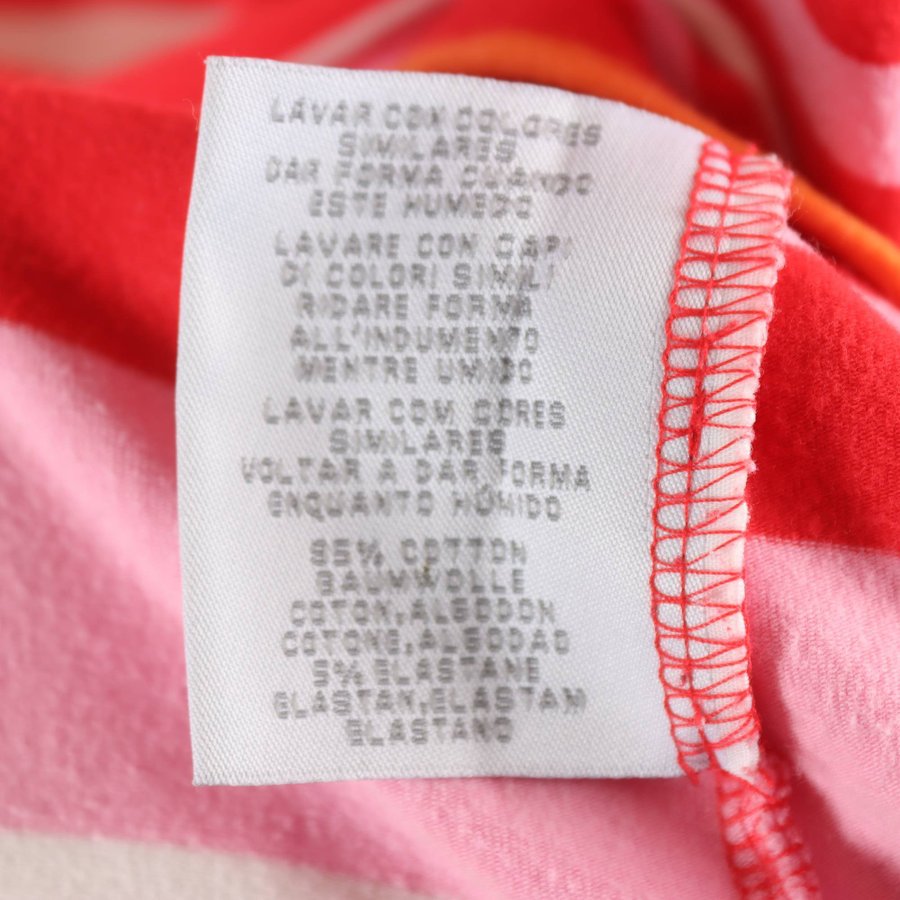 LAVAR CON COLORES
SIMILARES
DAR FORMA CUANDO
ESTE HUMEDO
LAVARE CON CAPI
DI COLORI SIMILI
RIDARE FORMA
ALL'INDUMENTO
MENTRE UMIDO
LAVAR COM CORES
SIMILARES
VOLTAR A DAR FORMA
ENQUANTO HÚMIDO
95% COTTON
BAUMWOLLE
COTON,ALGODON
COTONE,ALGODAO
5% ELASTANE
ELASTAN,ELASTAM
ELASTANO